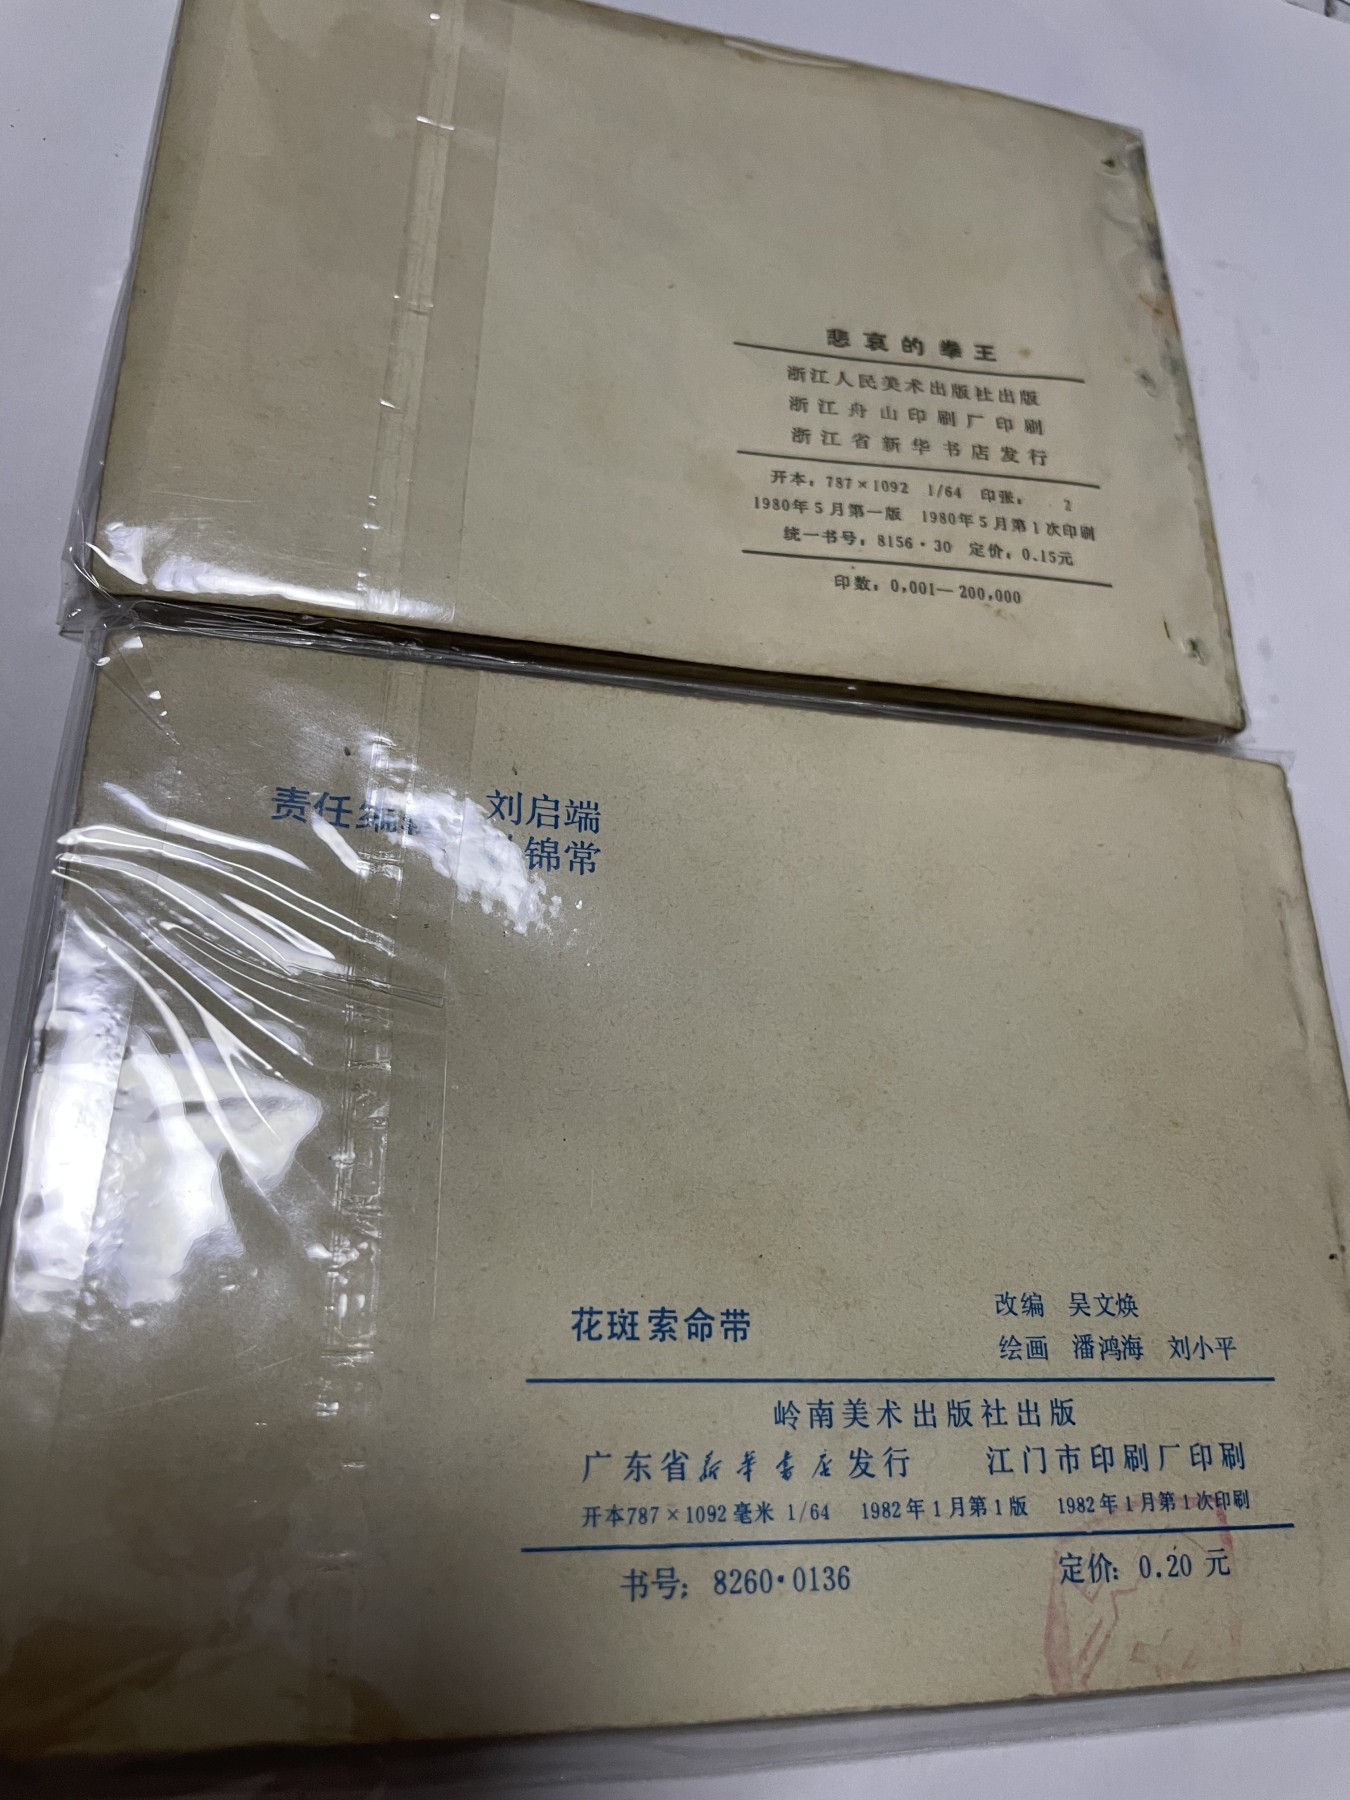 悲哀的拳王
浙江人民美术出版社出版
浙江舟山印刷厂印刷
浙江省新华书店发行
开本：787×1092 1/64 印张： 2
1980年5月第一版 1980年5月第1次印刷
统一书号：8156·30 定价：0.15元
印数：0,001—200,000
责任编辑 刘启端
锦常
花斑索命带
改编 吴文焕
绘画 潘鸿海 刘小平
岭南美术出版社出版
广东省新华书店发行 江门市印刷厂印刷
开本787×1092毫米 1/64 1982年1月第1版 1982年1月第1次印刷
书号：8260·0136 定价：0.20元